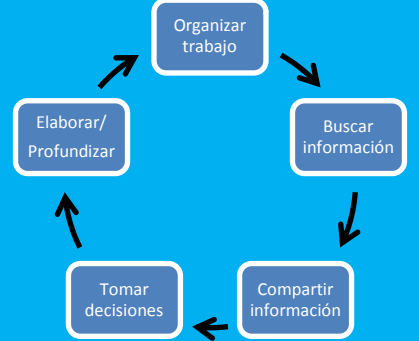 Organizar
trabajo
Buscar
información
Compartir
información
Tomar
decisiones
Elaborar/
Profundizar